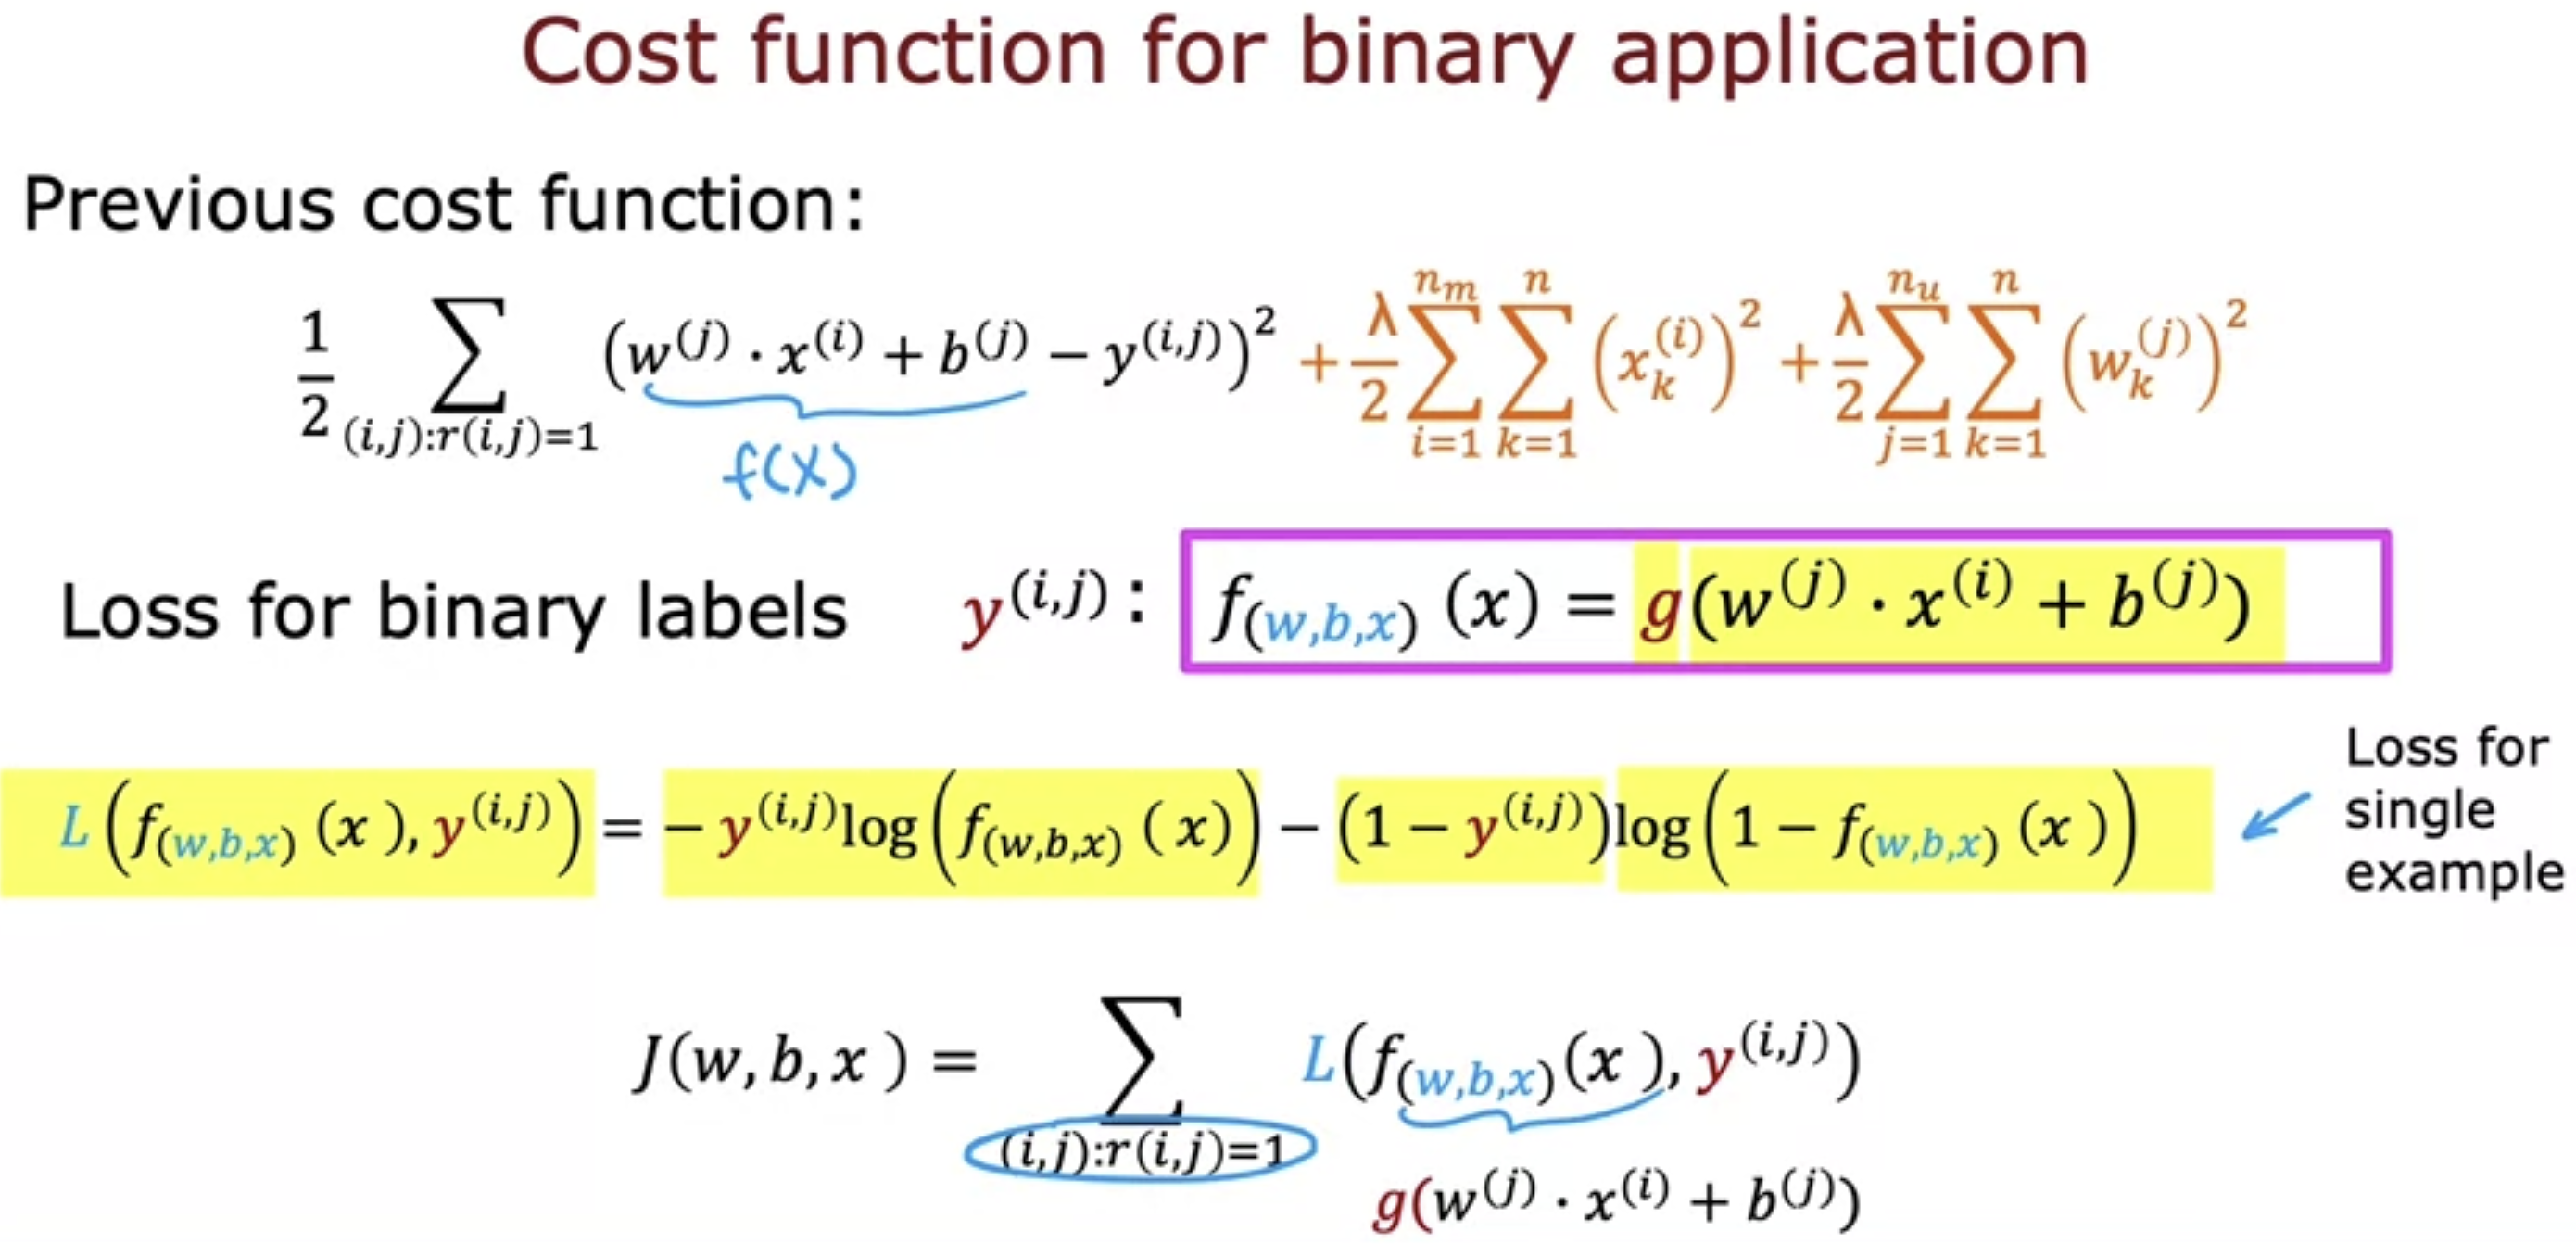 Cost function for binary application
Previous cost function:
$\frac{1}{2} \sum_{(i,j):r(i,j)=1} (w^{(j)} \cdot x^{(i)} + b^{(j)} - y^{(i,j)})^2 + \frac{\lambda}{2} \sum_{i=1}^{n_m} \sum_{k=1}^{n} (x_k^{(i)})^2 + \frac{\lambda}{2} \sum_{j=1}^{n_u} \sum_{k=1}^{n} (w_k^{(j)})^2$
f(x)
Loss for binary labels $y^{(i,j)}: f_{(w,b,x)}(x) = g(w^{(j)} \cdot x^{(i)} + b^{(j)})$
$L(f_{(w,b,x)}(x), y^{(i,j)}) = -y^{(i,j)} \log(f_{(w,b,x)}(x)) - (1 - y^{(i,j)}) \log(1 - f_{(w,b,x)}(x))$
Loss for
single
example
$J(w,b,x) = \sum_{(i,j):r(i,j)=1} L(f_{(w,b,x)}(x), y^{(i,j)})$
$g(w^{(j)} \cdot x^{(i)} + b^{(j)})$